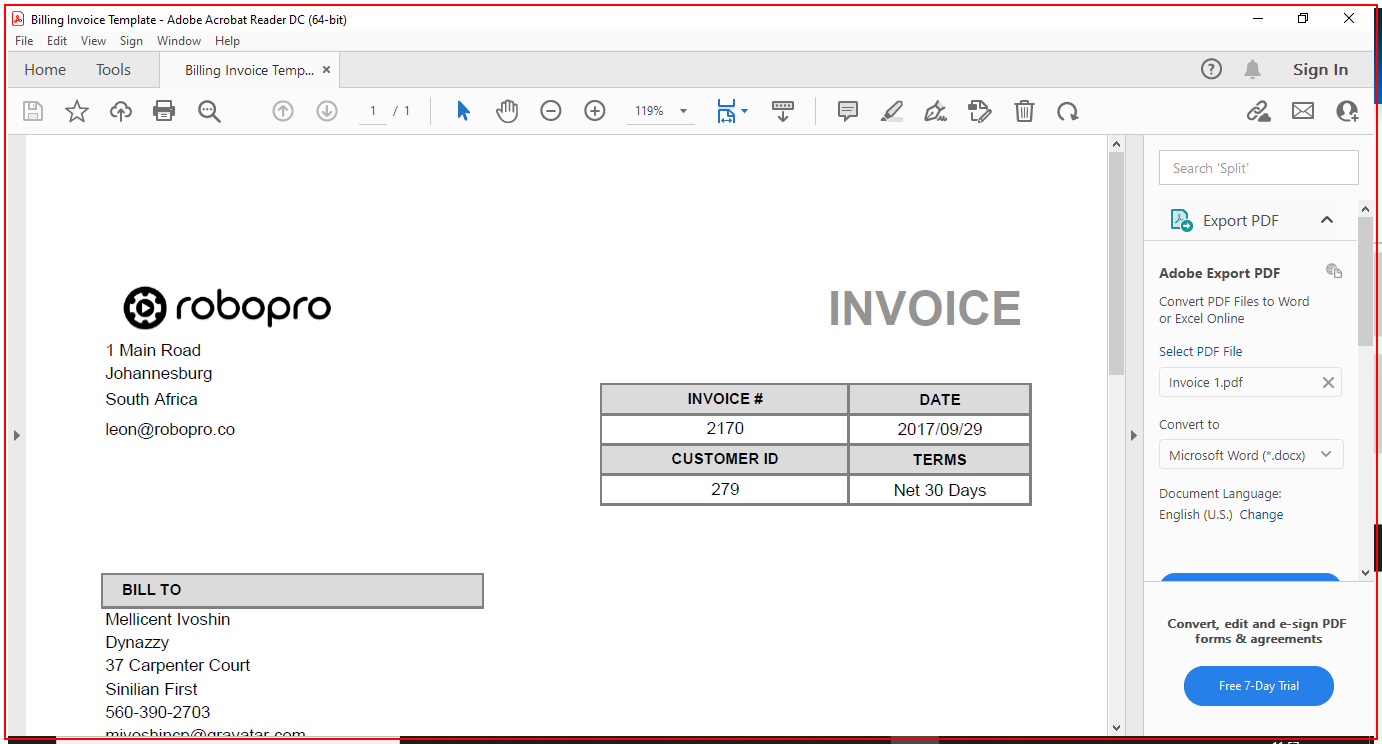 Billing Invoice Template - Adobe Acrobat Reader DC (64-bit)
File Edit View Sign Window Help
Home Tools Billing Invoice Temp... × Sign In
1 / 1 119%
Search 'Split'
Export PDF
Adobe Export PDF
Convert PDF Files to Word
or Excel Online
Select PDF File
Invoice 1.pdf
Convert to
Microsoft Word (*.docx)
Document Language:
English (U.S.) Change
Convert, edit and e-sign PDF
forms & agreements
Free 7-Day Trial
robopro
INVOICE
1 Main Road
Johannesburg
South Africa
leon@robopro.co
INVOICE # DATE
2170 2017/09/29
CUSTOMER ID TERMS
279 Net 30 Days
BILL TO
Mellicent Ivoshin
Dynazzy
37 Carpenter Court
Sinilian First
560-390-2703
mivoshincp@gravatar.com